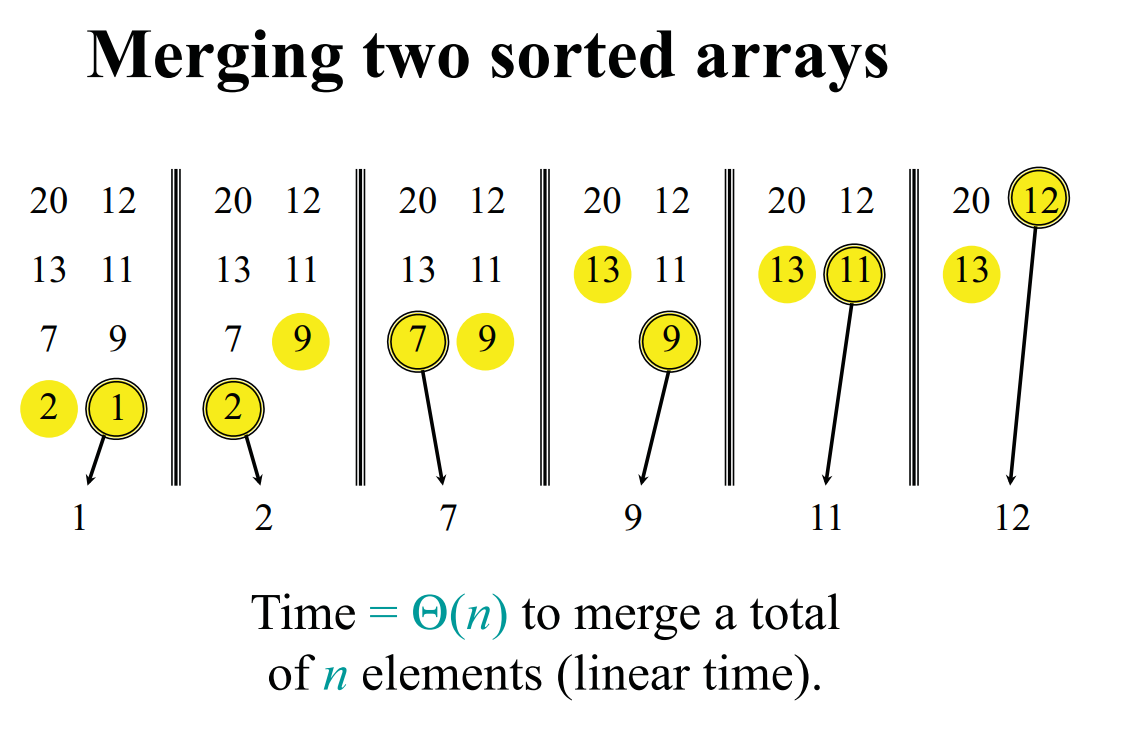 Merging two sorted arrays
20 12 20 12 20 12 20 12 20 12 20 12
13 11 13 11 13 11 13 11 13 11 13
7 9 7 9 7 9 9
2 1 2
1 2 7 9 11 12
Time = Θ(n) to merge a total
of n elements (linear time).